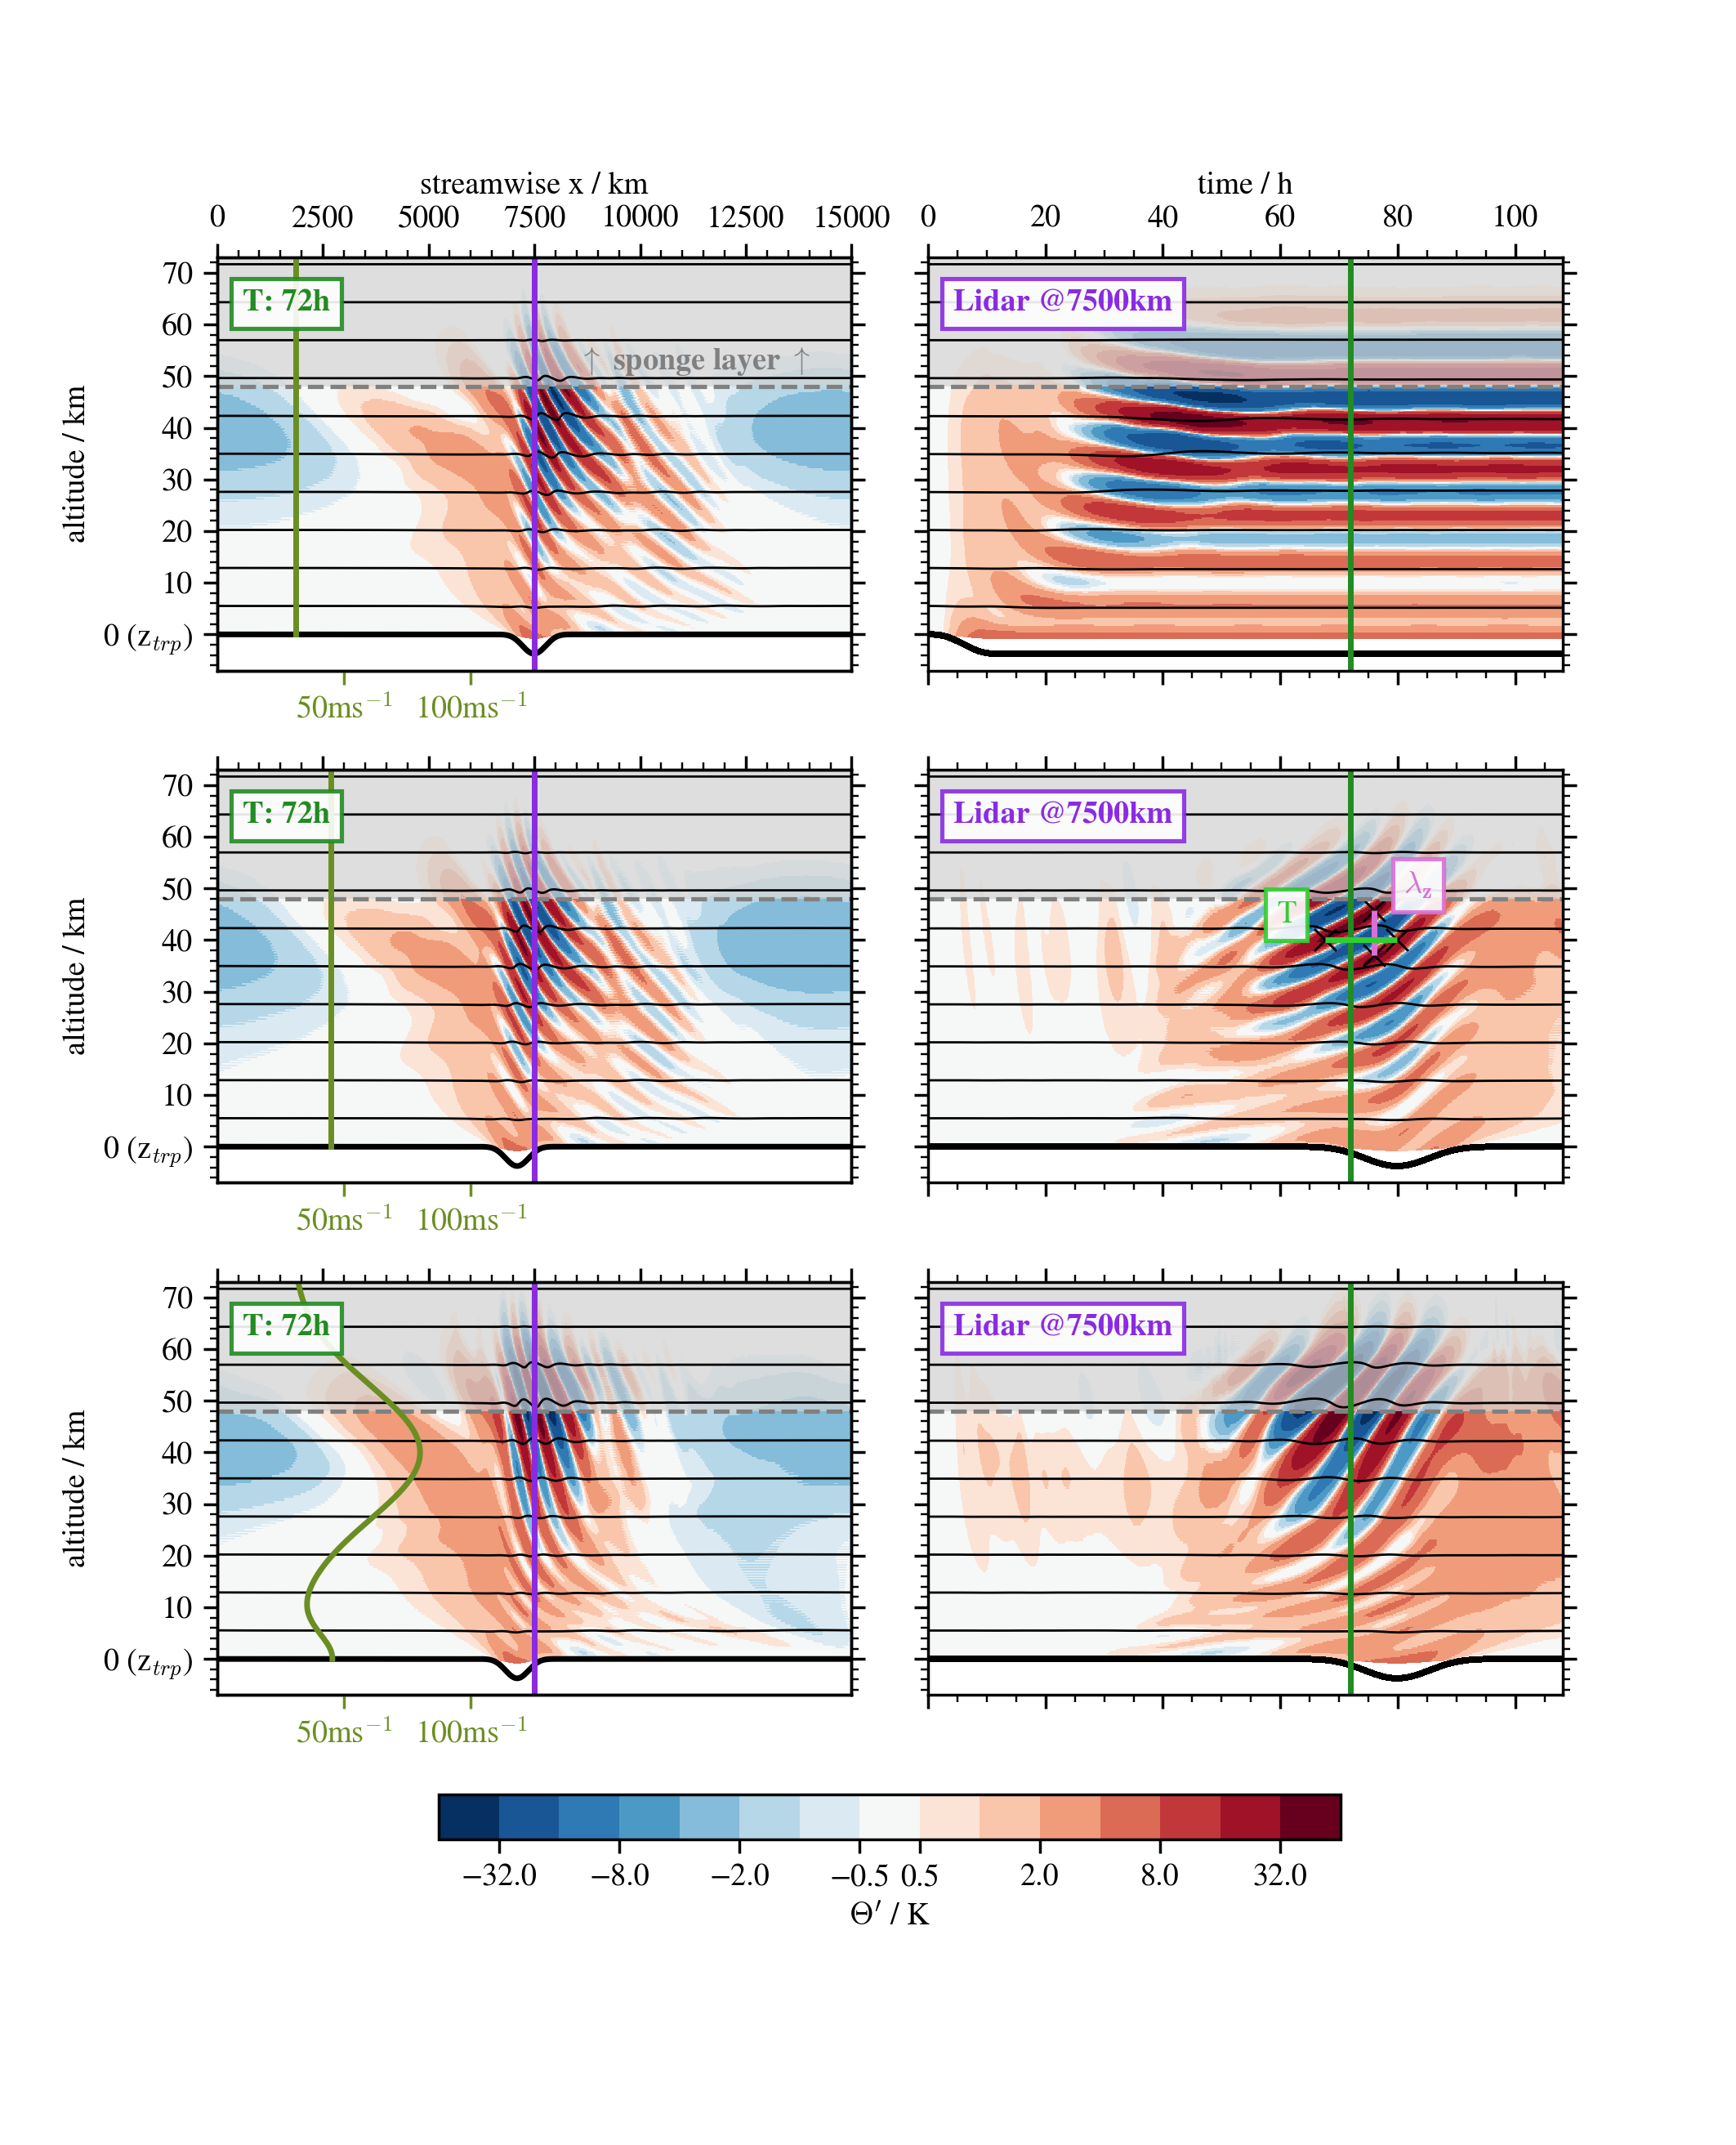 streamwise x / km
time / h
0 2500 5000 7500 10000 12500 15000
0 20 40 60 80 100
70
60
50
40
30
20
10
0 (z_trp)
altitude / km
T: 72h
↑ sponge layer ↑
Lidar @7500km
50ms⁻¹ 100ms⁻¹
70
60
50
40
30
20
10
0 (z_trp)
altitude / km
T: 72h
Lidar @7500km
λ_z
T
50ms⁻¹ 100ms⁻¹
70
60
50
40
30
20
10
0 (z_trp)
altitude / km
T: 72h
Lidar @7500km
50ms⁻¹ 100ms⁻¹
−32.0 −8.0 −2.0 −0.5 0.5 2.0 8.0 32.0
Θ′ / K